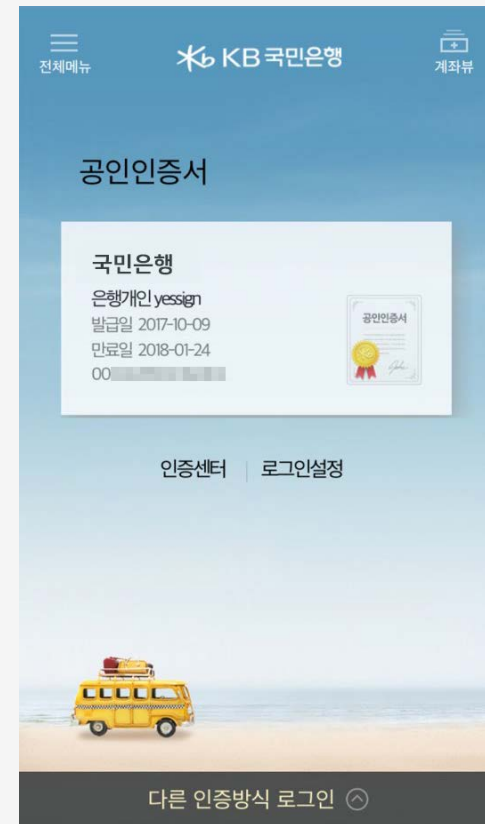 전체메뉴
KB국민은행
계좌뷰
공인인증서
국민은행
은행개인 yessign
발급일 2017-10-09
만료일 2018-01-24
00
공인인증서
인증센터 | 로그인설정
다른 인증방식 로그인